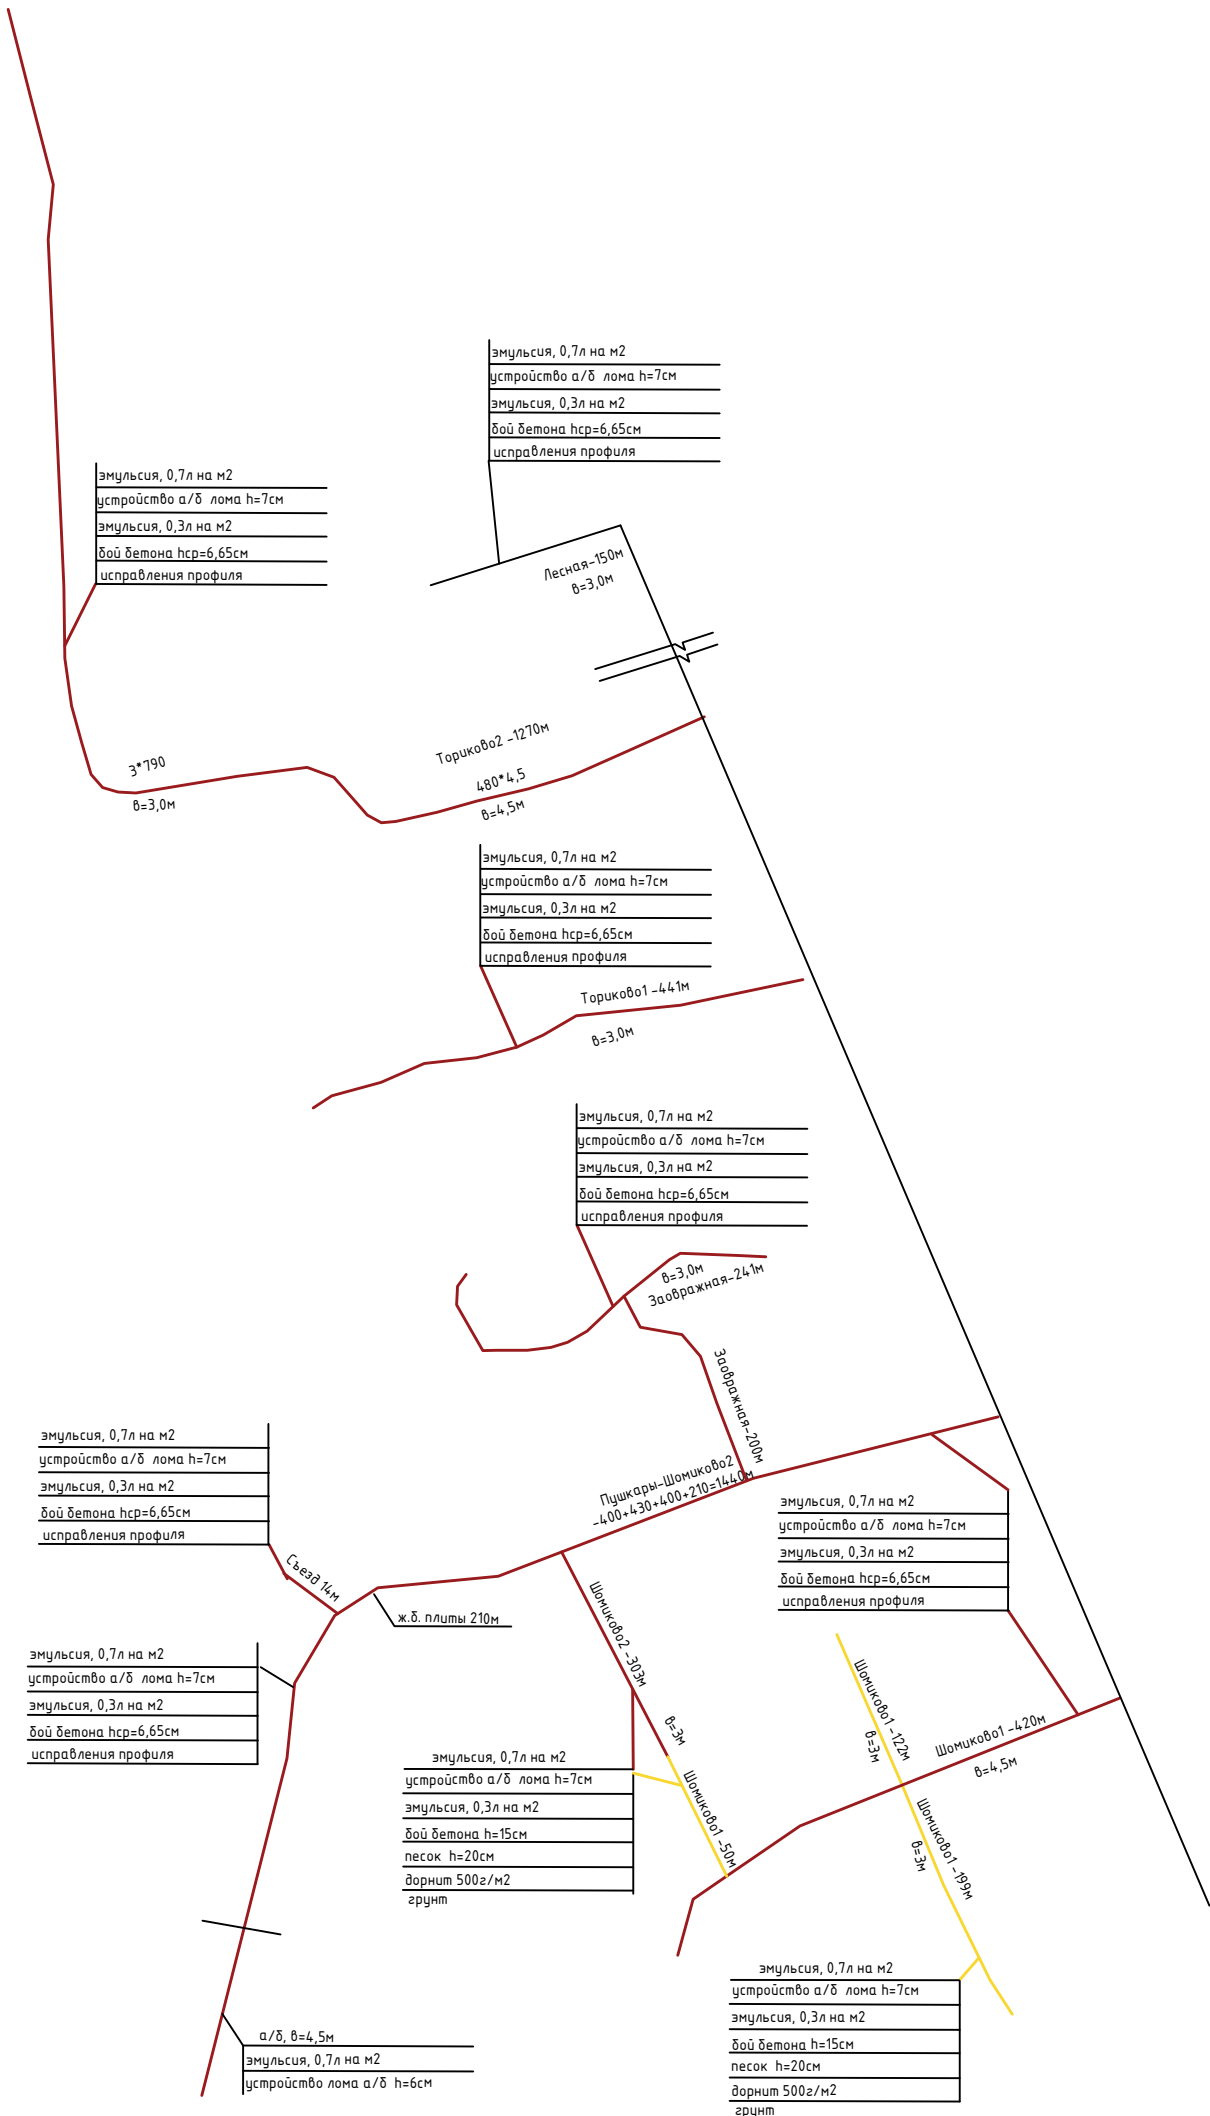 эмульсия, 0,7л на м2
устройство а/б лома h=7см
эмульсия, 0,3л на м2
бой бетона hср=6,65см
исправления профиля
эмульсия, 0,7л на м2
устройство а/б лома h=7см
эмульсия, 0,3л на м2
бой бетона hср=6,65см
исправления профиля
Лесная-150м
в=3,0м
Ториково2 -1270м
3*790
480*4,5
в=3,0м
в=4,5м
эмульсия, 0,7л на м2
устройство а/б лома h=7см
эмульсия, 0,3л на м2
бой бетона hср=6,65см
исправления профиля
Ториково1 -441м
в=3,0м
эмульсия, 0,7л на м2
устройство а/б лома h=7см
эмульсия, 0,3л на м2
бой бетона hср=6,65см
исправления профиля
в=3,0м
Заовражная-241м
Заовражная-200м
эмульсия, 0,7л на м2
устройство а/б лома h=7см
эмульсия, 0,3л на м2
бой бетона hср=6,65см
исправления профиля
Пушкары-Шомиково2
-400+430+400+210=1440м
эмульсия, 0,7л на м2
устройство а/б лома h=7см
эмульсия, 0,3л на м2
бой бетона hср=6,65см
исправления профиля
Съезд 14м
ж.б. плиты 210м
Шомиково2 -303м
в=3м
эмульсия, 0,7л на м2
устройство а/б лома h=7см
эмульсия, 0,3л на м2
бой бетона hср=6,65см
исправления профиля
Шомиково1 -122м
в=3м
Шомиково1 -420м
в=4,5м
эмульсия, 0,7л на м2
устройство а/б лома h=7см
эмульсия, 0,3л на м2
бой бетона h=15см
песок h=20см
дорнит 500г/м2
грунт
Шомиково1 -50м
Шомиково1 -199м
в=3м
эмульсия, 0,7л на м2
устройство а/б лома h=7см
эмульсия, 0,3л на м2
бой бетона h=15см
песок h=20см
дорнит 500г/м2
грунт
а/б, в=4,5м
эмульсия, 0,7л на м2
устройство лома а/б h=6см